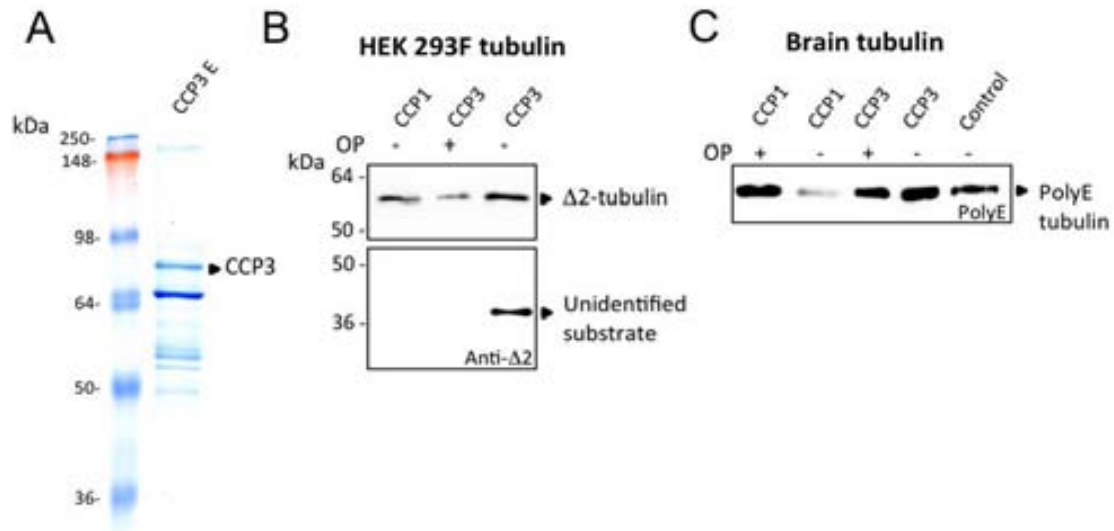 A
CCP3 E
kDa
250-
148-
98-
CCP3
64-
50-
36-
B
HEK 293F tubulin
CCP1
CCP3
CCP3
OP - + -
kDa
64 -
Δ2-tubulin
50 -
50 -
36 -
Unidentified
substrate
Anti-Δ2
C
Brain tubulin
CCP1
CCP1
CCP3
CCP3
Control
OP + - + - -
PolyE
tubulin
PolyE